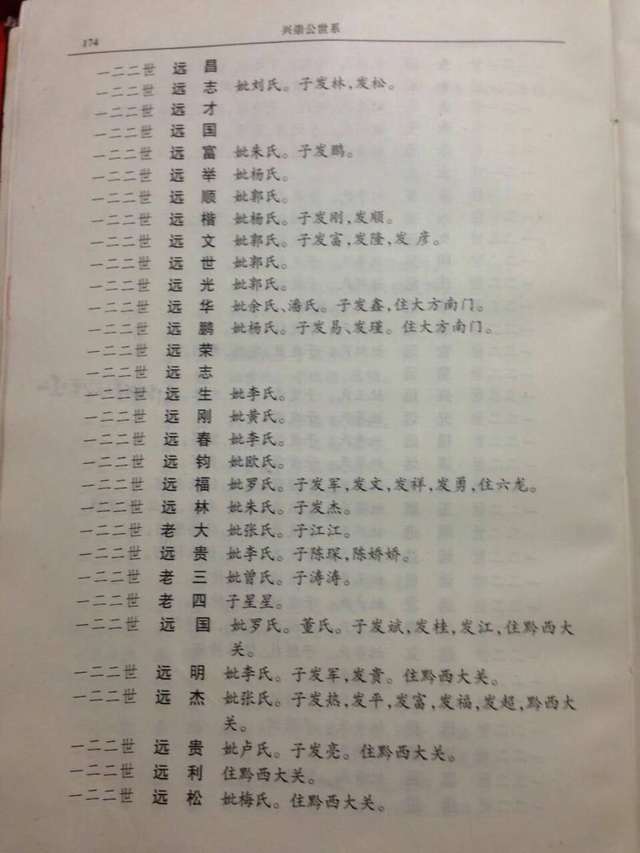 174
兴崇公世系
一二二世 远昌
一二二世 远志 妣刘氏。子发林,发松。
一二二世 远才
一二二世 远国
一二二世 远富 妣朱氏。子发鹏。
一二二世 远举 妣杨氏。
一二二世 远顺 妣郭氏。
一二二世 远楷 妣杨氏。子发刚,发顺。
一二二世 远文 妣郭氏。子发富,发隆,发彦。
一二二世 远世 妣郭氏。
一二二世 远光 妣郭氏。
一二二世 远华 妣余氏、潘氏。子发鑫,住大方南门。
一二二世 远鹏 妣杨氏。子发易、发瑾。住大方南门。
一二二世 远荣
一二二世 远志
一二二世 远生 妣李氏。
一二二世 远刚 妣黄氏。
一二二世 远春 妣李氏。
一二二世 远钧 妣欧氏。
一二二世 远福 妣罗氏。子发军,发文,发祥,发勇,住六龙。
一二二世 远林 妣朱氏。子发杰。
一二二世 老大 妣张氏。子江江。
一二二世 远贵 妣李氏。子陈琛,陈娇娇。
一二二世 老三 妣曾氏。子涛涛。
一二二世 老四 子星星。
一二二世 远国 妣罗氏。董氏。子发斌,发桂,发江,住黔西大
关。
一二二世 远明 妣李氏。子发军,发贵。住黔西大关。
一二二世 远杰 妣张氏。子发热,发平,发富,发福,发超,黔西大
关。
一二二世 远贵 妣卢氏。子发亮。住黔西大关。
一二二世 远利 住黔西大关。
一二二世 远松 妣梅氏。住黔西大关。